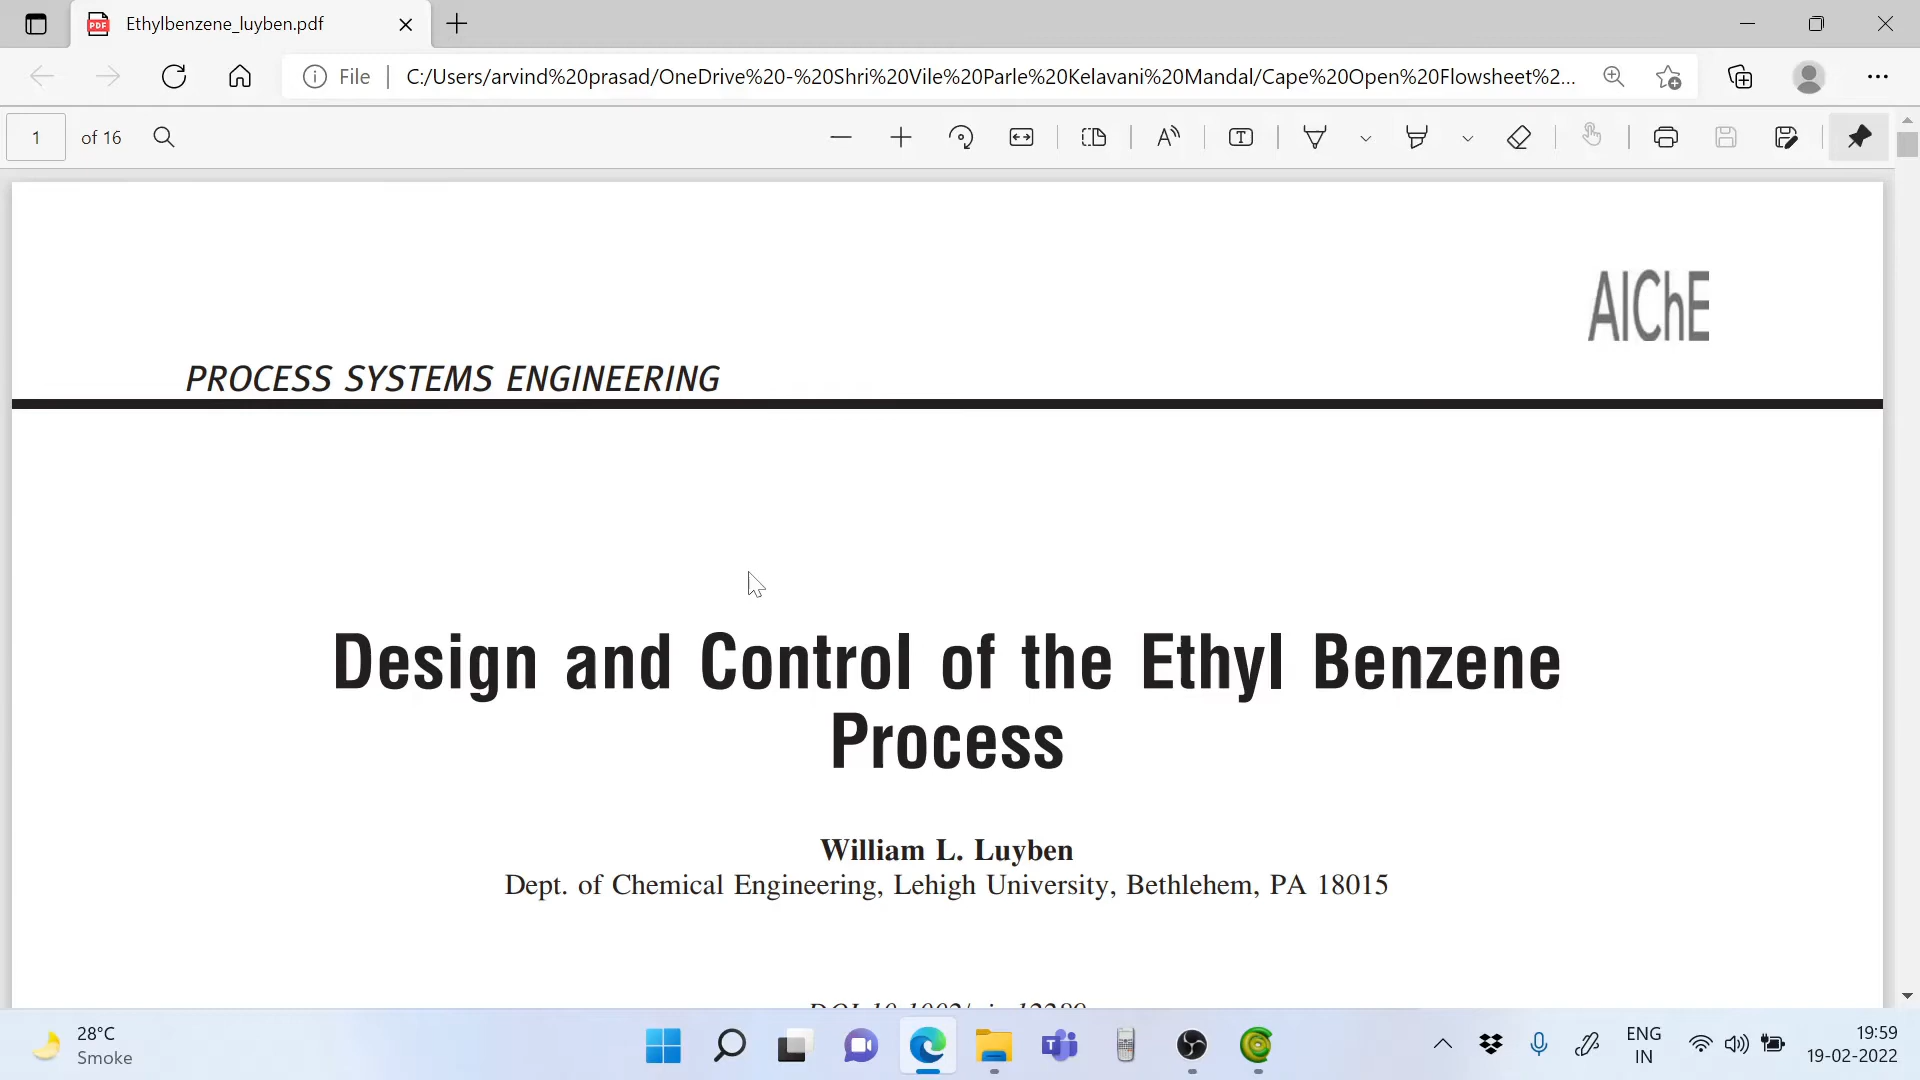 Ethylbenzene_luyben.pdf
File
C:/Users/arvind%20prasad/OneDrive%20-%20Shri%20Vile%20Parle%20Kelavani%20Mandal/Cape%20Open%20Flowsheet%2...
1 of 16
AIChE
PROCESS SYSTEMS ENGINEERING
Design and Control of the Ethyl Benzene
Process
William L. Luyben
Dept. of Chemical Engineering, Lehigh University, Bethlehem, PA 18015
28°C
Smoke
ENG
IN
19:59
19-02-2022